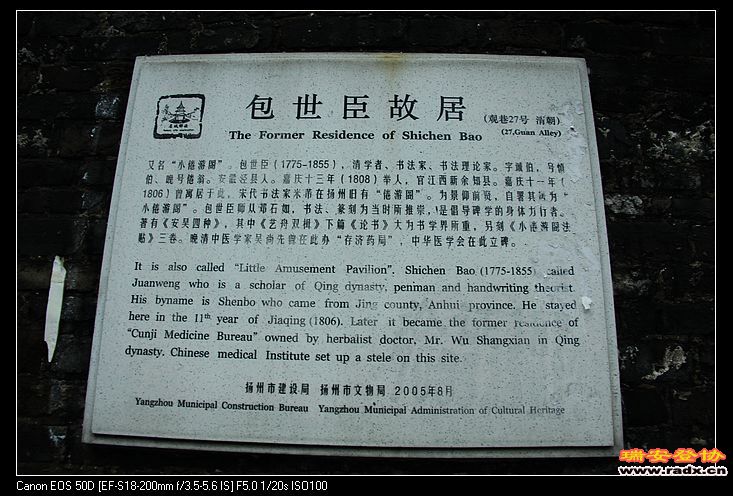 包世臣故居
(观巷27号 清朝)
The Former Residence of Shichen Bao
(27,Guan Alley)
又名“小倦游阁”。包世臣（1775-1855），清学者、书法家、书法理论家。字诚伯，号慎
伯，晚号倦翁。安徽泾县人。嘉庆十三年（1808）举人，官江西新余知县。嘉庆十一年（
1806）曾寓居于此，宋代书法家米芾在扬州旧有“倦游阁”。为景仰前贤，自署其居为“
小倦游阁”。包世臣师从邓石如，书法、篆刻为当时所推崇，是倡导碑学的身体力行者。
著有《安吴四种》，其中《艺舟双楫》下篇《论书》大为书学界所重，另刻《小倦游阁法
帖》三卷。晚清中医学家吴尚先曾在此办“存济药局”，中华医学会在此立碑。
It is also called “Little Amusement Pavilion”. Shichen Bao (1775-1855) called
Juanweng who is a scholar of Qing dynasty, penman and handwriting theorist.
His byname is Shenbo who came from Jing county, Anhui province. He stayed
here in the 11th year of Jiaqing (1806). Later it became the former residence of
“Cunji Medicine Bureau” owned by herbalist doctor, Mr. Wu Shangxian in Qing
dynasty. Chinese medical Institute set up a stele on this site.
扬州市建设局 扬州市文物局 2005年8月
Yangzhou Municipal Construction Bureau Yangzhou Municipal Administration of Cultural Heritage
瑞安登协
http://www.radx.cn
Canon EOS 50D [EF-S18-200mm f/3.5-5.6 IS] F5.0 1/20s ISO100